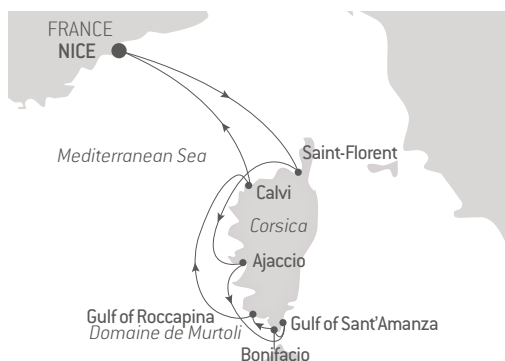 FRANCE
NICE
Saint-Florent
Mediterranean Sea
Calvi
Corsica
Ajaccio
Gulf of Roccapina
Gulf of Sant'Amanza
Domaine de Murtoli
Bonifacio